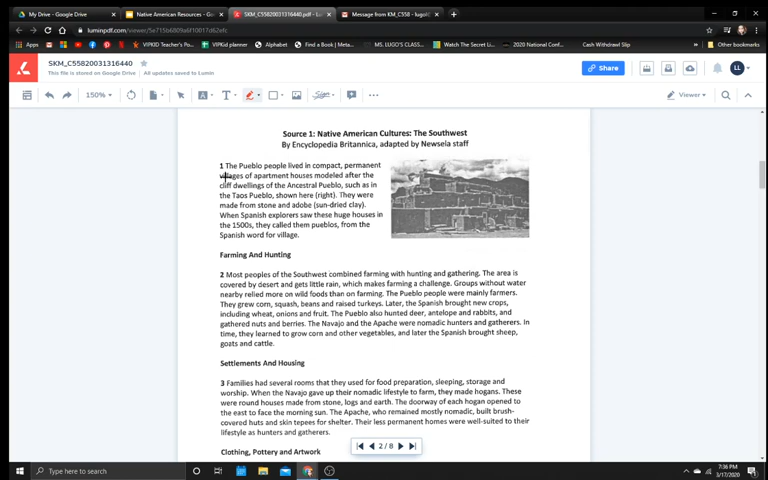 My Drive - Google Drive
Native American Resources - G
SKM_C55820031316440.pdf - Lu
Message from KM_C558 - lugol@
luminpdf.com/viewer/5e715b6809a6f10017d62efc
Apps
M
VIPKID Teacher's Po...
VIPKid planner
Alphabet
Find a Book | Meta...
MS. LUGO'S CLASS...
Watch The Secret Li...
2020 National Conf...
Cash Withdrawl Slip
Other bookmarks
SKM_C55820031316440
This file is stored on Google Drive
All updates saved to Lumin
Share
LL
150%
Viewer
Source 1: Native American Cultures: The Southwest
By Encyclopedia Britannica, adapted by Newsela staff
1 The Pueblo people lived in compact, permanent
villages of apartment houses modeled after the
cliff dwellings of the Ancestral Pueblo, such as in
the Taos Pueblo, shown here (right). They were
made from stone and adobe (sun-dried clay).
When Spanish explorers saw these huge houses in
the 1500s, they called them pueblos, from the
Spanish word for village.
Farming And Hunting
2 Most peoples of the Southwest combined farming with hunting and gathering. The area is
covered by desert and gets little rain, which makes farming a challenge. Groups without water
nearby relied more on wild foods than on farming. The Pueblo people were mainly farmers.
They grew corn, squash, beans and raised turkeys. Later, the Spanish brought new crops,
including wheat, onions and fruit. The Pueblo also hunted deer, antelope and rabbits, and
gathered nuts and berries. The Navajo and the Apache were nomadic hunters and gatherers. In
time, they learned to grow corn and other vegetables, and later the Spanish brought sheep,
goats and cattle.
Settlements And Housing
3 Families had several rooms that they used for food preparation, sleeping, storage and
worship. When the Navajo gave up their nomadic lifestyle to farm, they made hogans. These
were round houses made from stone, logs and earth. The doorway of each hogan opened to
the east to face the morning sun. The Apache, who remained mostly nomadic, built brush-
covered huts and skin tepees for shelter. Their less permanent homes were well-suited to their
lifestyle as hunters and gatherers.
2 / 8
Clothing, Pottery and Artwork
Type here to search
7:36 PM
3/17/2020